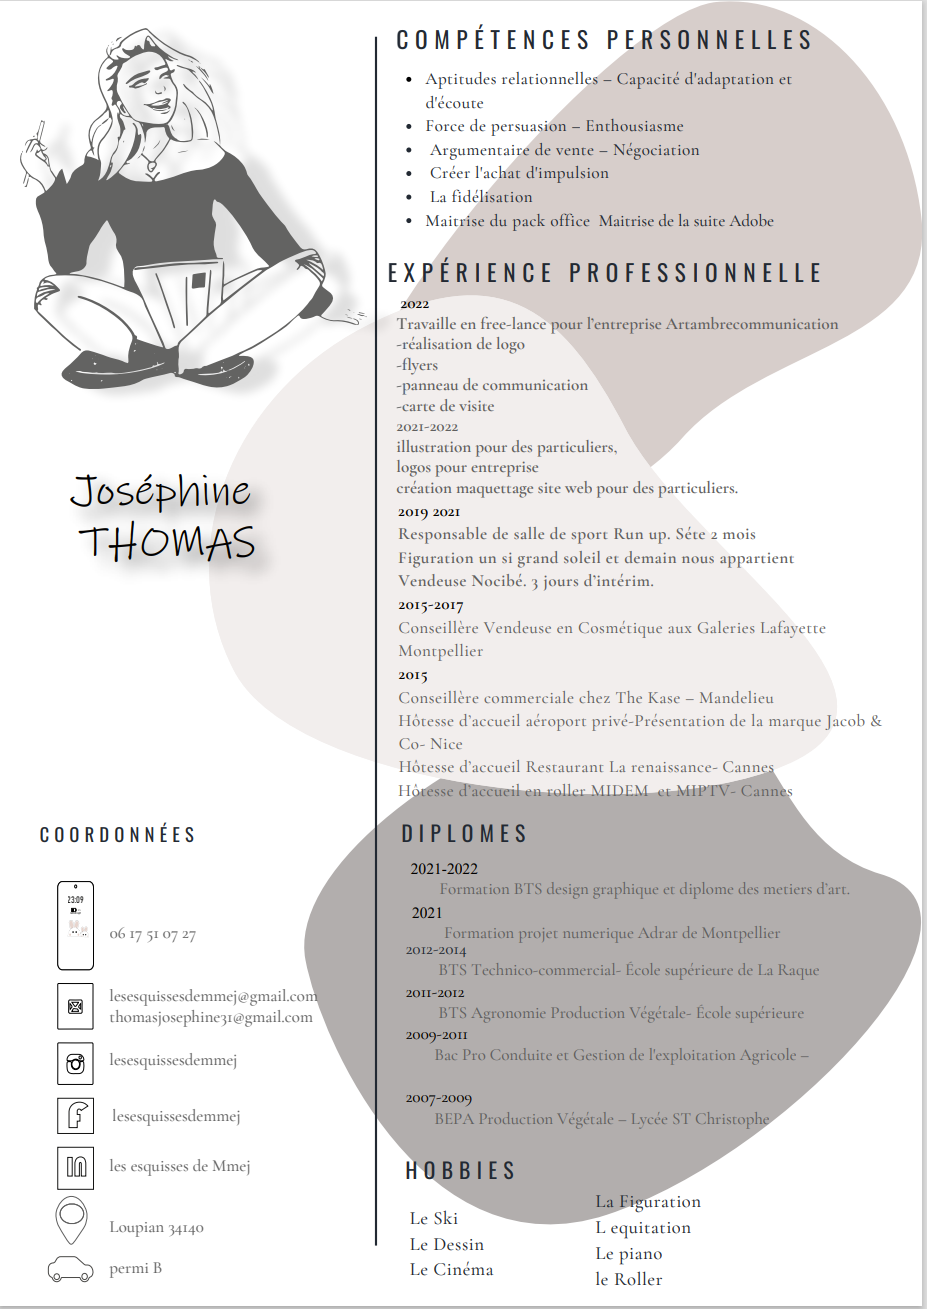 COMPÉTENCES PERSONNELLES
Aptitudes relationnelles – Capacité d'adaptation et
d'écoute
Force de persuasion – Enthousiasme
Argumentaire de vente – Négociation
Créer l'achat d'impulsion
La fidélisation
Maitrise du pack office Maitrise de la suite Adobe
EXPÉRIENCE PROFESSIONNELLE
2022
Travaille en free-lance pour l'entreprise Artambrecommunication
-réalisation de logo
-flyers
-panneau de communication
-carte de visite
2021-2022
illustration pour des particuliers,
logos pour entreprise
création maquettage site web pour des particuliers.
2019 2021
Responsable de salle de sport Run up. Séte 2 mois
Figuration un si grand soleil et demain nous appartient
Vendeuse Nocibé. 3 jours d'intérim.
2015-2017
Conseillère Vendeuse en Cosmétique aux Galeries Lafayette
Montpellier
2015
Conseillère commerciale chez The Kase – Mandelieu
Hôtesse d'accueil aéroport privé-Présentation de la marque Jacob &
Co- Nice
Hôtesse d'accueil Restaurant La renaissance- Cannes
Hôtesse d'accueil en roller MIDEM et MIPTV- Cannes
DIPLOMES
2021-2022
Formation BTS design graphique et diplome des metiers d'art.
2021
Formation projet numerique Adrar de Montpellier
2012-2014
BTS Technico-commercial- École supérieure de La Raque
2011-2012
BTS Agronomie Production Végétale- École supérieure
2009-2011
Bac Pro Conduite et Gestion de l'exploitation Agricole –
2007-2009
BEPA Production Végétale – Lycée ST Christophe
HOBBIES
Le Ski
Le Dessin
Le Cinéma
La Figuration
L equitation
Le piano
le Roller
Joséphine
THOMAS
COORDONNÉES
23:09
06 17 51 07 27
lesesquissesdemmej@gmail.com
thomasjosephine31@gmail.com
lesesquissesdemmej
lesesquissesdemmej
les esquisses de Mmej
Loupian 34140
permi B